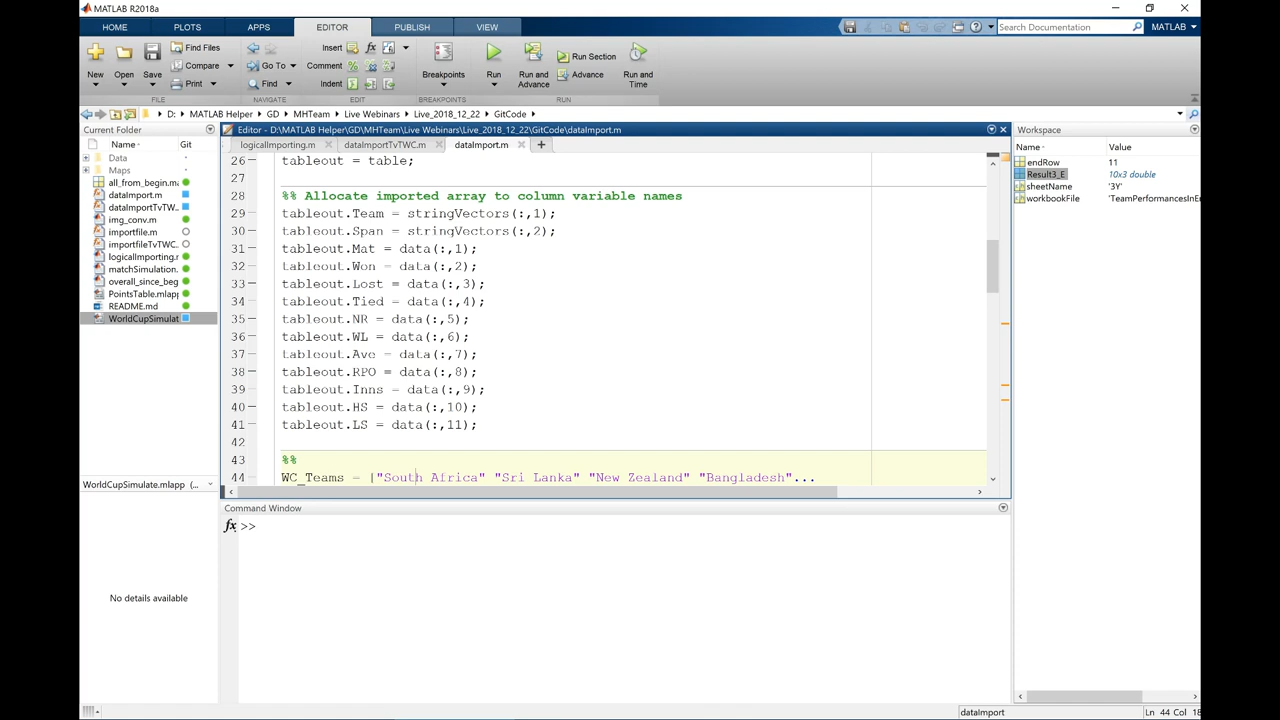 MATLAB R2018a
HOME PLOTS APPS EDITOR PUBLISH VIEW Search Documentation MATLAB
New Open Save Find Files Compare Print
Insert Comment Indent Go To Find
Breakpoints Run Run and Advance Run Section Advance Run and Time
FILE NAVIGATE EDIT BREAKPOINTS RUN
D: MATLAB Helper GD MHTeam Live Webinars Live_2018_12_22 GitCode
Current Folder
Name Git
Data
Maps
all_from_begin.m
dataImport.m
dataImportTvTW...
img_conv.m
importfile.m
importfileTvTWC...
logicalImporting.m
matchSimulation.
overall_since_beg
PointsTable.mlapp
README.md
WorldCupSimulat
WorldCupSimulate.mlapp (...
No details available
Editor - D:\MATLAB Helper\GD\MHTeam\Live Webinars\Live_2018_12_22\GitCode\dataImport.m
logicalImporting.m dataImportTvTWC.m dataImport.m
26 tableout = table;
27
28 %% Allocate imported array to column variable names
29 tableout.Team = stringVectors(:,1);
30 tableout.Span = stringVectors(:,2);
31 tableout.Mat = data(:,1);
32 tableout.Won = data(:,2);
33 tableout.Lost = data(:,3);
34 tableout.Tied = data(:,4);
35 tableout.NR = data(:,5);
36 tableout.WL = data(:,6);
37 tableout.Ave = data(:,7);
38 tableout.RPO = data(:,8);
39 tableout.Inns = data(:,9);
40 tableout.HS = data(:,10);
41 tableout.LS = data(:,11);
42
43 %%
44 WC_Teams = ["South Africa" "Sri Lanka" "New Zealand" "Bangladesh"...
Command Window
fx >>
Workspace
Name Value
endRow 11
Result3_E 10x3 double
sheetName '3Y'
workbookFile 'TeamPerformancesInE
dataImport Ln 44 Col 18